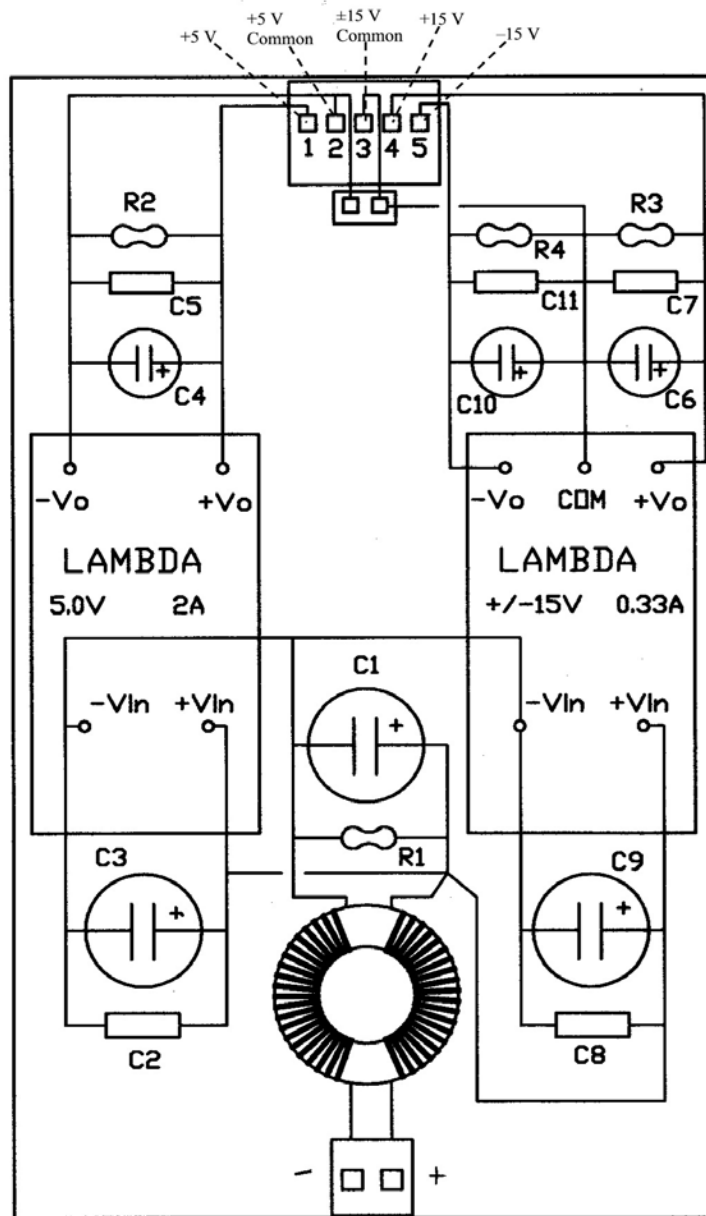 +5 V
+5 V
Common
±15 V
Common
+15 V
–15 V
1 2 3 4 5
R2
R3
R4
C5
C11
C7
C4
C10
C6
-Vo
+Vo
-Vo
COM
+Vo
LAMBDA
5.0V 2A
LAMBDA
+/-15V 0.33A
C1
+
-Vin
+Vin
-Vin
+Vin
R1
C3
+
C9
+
C2
C8
-
+